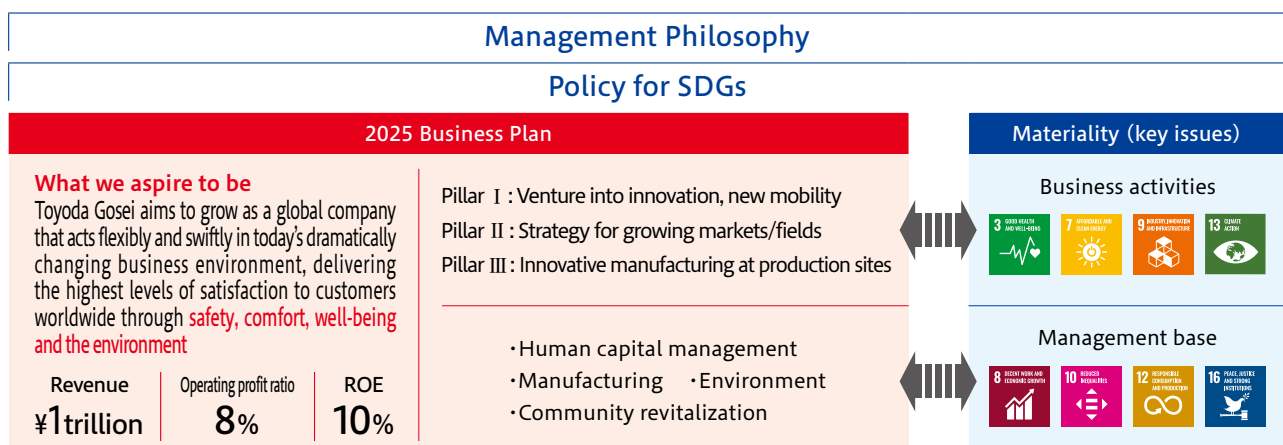 Management Philosophy
Policy for SDGs
2025 Business Plan
What we aspire to be
Toyoda Gosei aims to grow as a global company
that acts flexibly and swiftly in today's dramatically
changing business environment, delivering
the highest levels of satisfaction to customers
worldwide through safety, comfort, well-being
and the environment
Revenue
¥1trillion
Operating profit ratio
8%
ROE
10%
Pillar Ⅰ : Venture into innovation, new mobility
Pillar Ⅱ : Strategy for growing markets/fields
Pillar Ⅲ : Innovative manufacturing at production sites
・Human capital management
・Manufacturing ・Environment
・Community revitalization
Materiality (key issues)
Business activities
3 GOOD HEALTH
AND WELL-BEING
7 AFFORDABLE AND
CLEAN ENERGY
9 INDUSTRY, INNOVATION
AND INFRASTRUCTURE
13 CLIMATE
ACTION
Management base
8 DECENT WORK AND
ECONOMIC GROWTH
10 REDUCED
INEQUALITIES
12 RESPONSIBLE
CONSUMPTION
AND PRODUCTION
16 PEACE, JUSTICE
AND STRONG
INSTITUTIONS